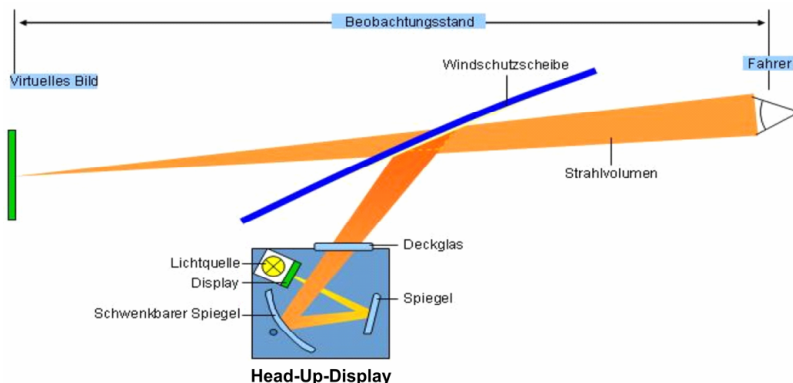 Beobachtungsstand
Windschutzscheibe
Fahrer
Virtuelles Bild
Strahlvolumen
Deckglas
Lichtquelle
Display
Spiegel
Schwenkbarer Spiegel
Head-Up-Display